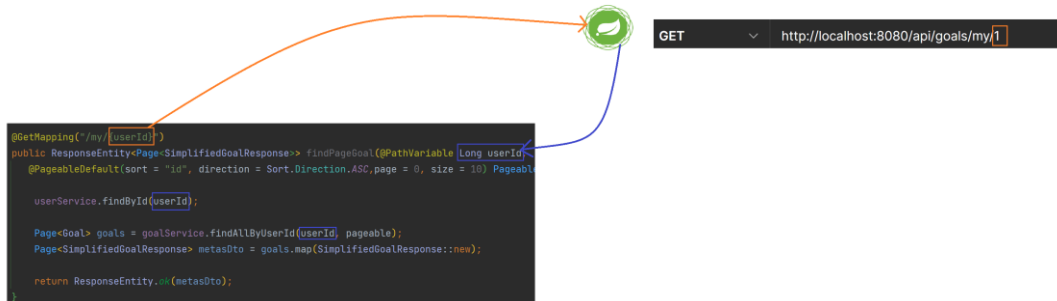 GET http://localhost:8080/api/goals/my/1
@GetMapping("/my/{userId}")
public ResponseEntity<Page<SimplifiedGoalResponse>> findPageGoal(@PathVariable Long userId,
@PageableDefault(sort = "id", direction = Sort.Direction.ASC,page = 0, size = 10) Pageable
userService.findById(userId);
Page<Goal> goals = goalService.findAllByUserId(userId, pageable);
Page<SimplifiedGoalResponse> metasDto = goals.map(SimplifiedGoalResponse::new);
return ResponseEntity.ok(metasDto);
}